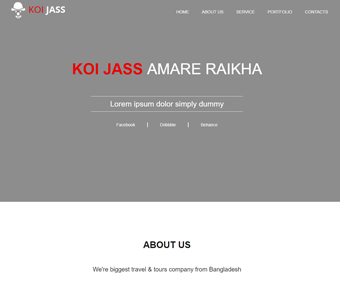 KOI JASS
HOME ABOUT US SERVICE PORTFOLIO CONTACTS
KOI JASS AMARE RAIKHA
Lorem ipsum dolor simply dummy
Facebook | Dribbble | Behance
ABOUT US
We're biggest travel & tours company from Bangladesh